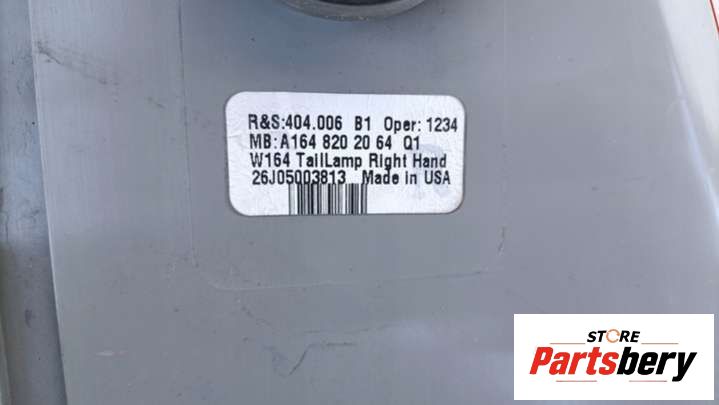 R&S:404.006 B1 Oper: 1234
MB:A164 820 20 64 Q1
W164 TailLamp Right Hand
26J05003813 Made in USA
STORE
Partsbery